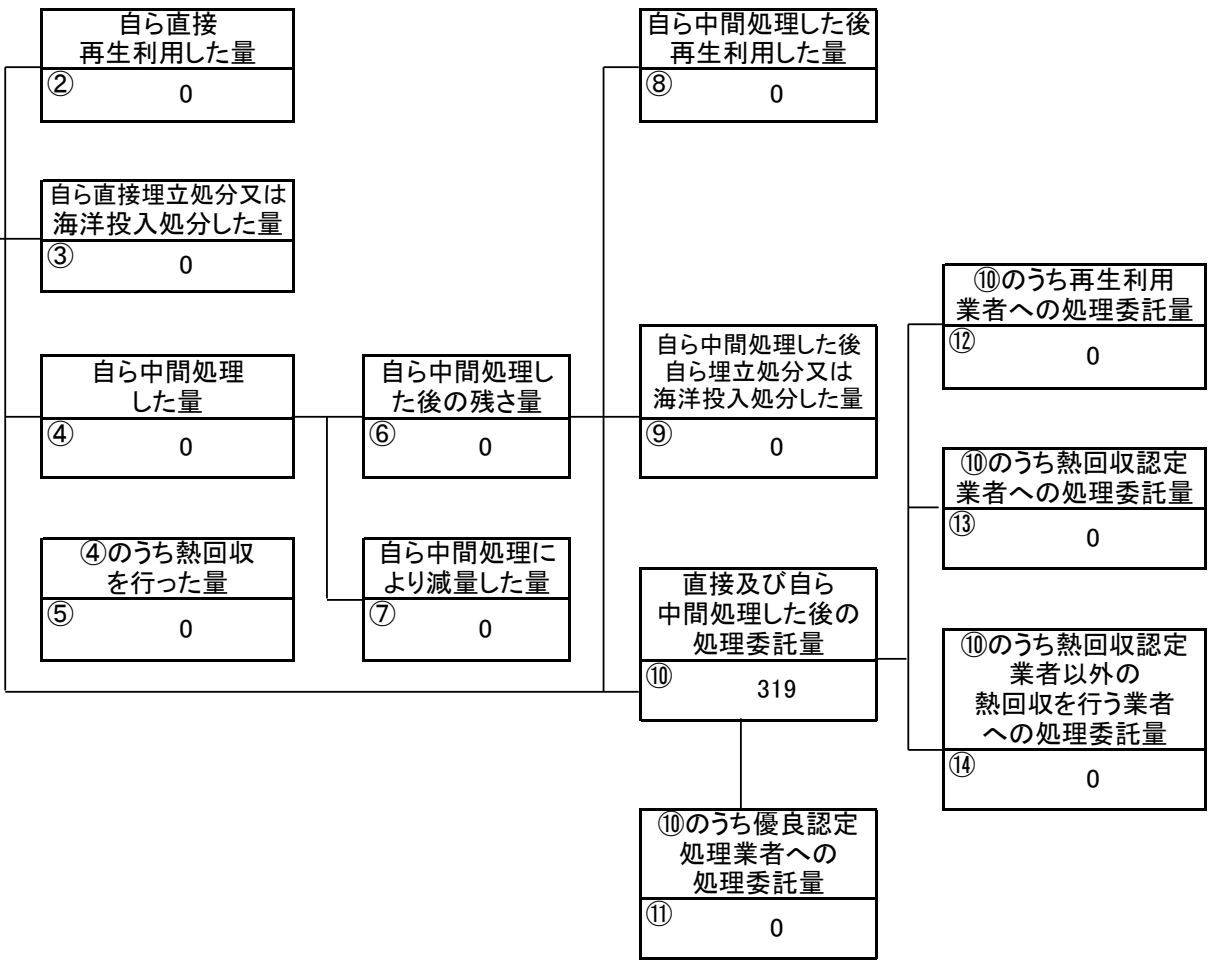 自ら直接
再生利用した量
②
0
自ら中間処理した後
再生利用した量
⑧
0
自ら直接埋立処分又は
海洋投入処分した量
③
0
⑩のうち再生利用
業者への処理委託量
⑫
0
自ら中間処理
した量
④
0
自ら中間処理し
た後の残さ量
⑥
0
自ら中間処理した後
自ら埋立処分又は
海洋投入処分した量
⑨
0
⑩のうち熱回収認定
業者への処理委託量
⑬
0
④のうち熱回収
を行った量
⑤
0
自ら中間処理に
より減量した量
⑦
0
直接及び自ら
中間処理した後の
処理委託量
⑩
319
⑩のうち熱回収認定
業者以外の
熱回収を行う業者
への処理委託量
⑭
0
⑩のうち優良認定
処理業者への
処理委託量
⑪
0